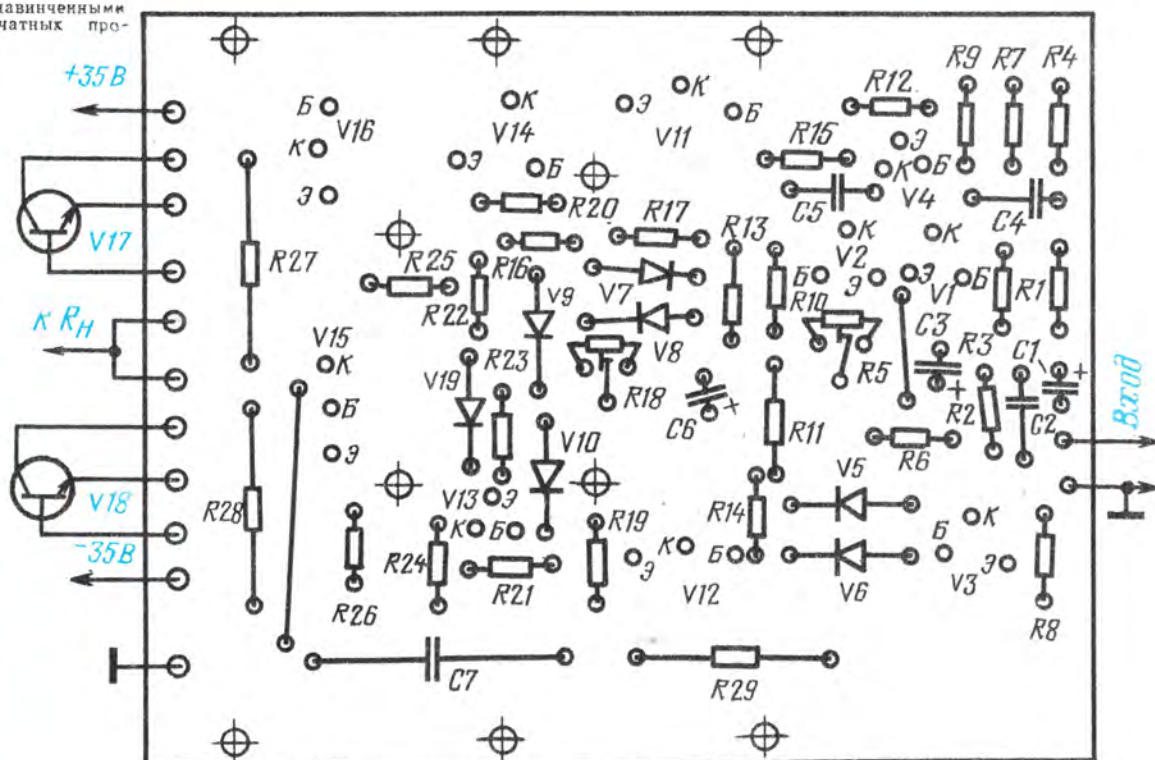 навинченными
чатных про-
+35В
V17
К Rн
V18
-35В
Вход
Б К Э V16
К V14 Э Б
Э К V11 Б
R12
R9 R7 R4
R15
Э К Б V4
C5
C4
R20
R17
R13
К V2 Б Э
К Э V1 Б
R27
R25
R16
R22
V9
V7
V8
R10
R5
C3
R3
R1
C1 +
V15 К Б Э
V19
R23
R18
C6 +
R11
+
R2
C2
R6
V10
V13 Э К Б
R28
R24
R19
R14
V5
V6
К Б Э V3
Э К Б V12
R21
R26
R8
C7
R29